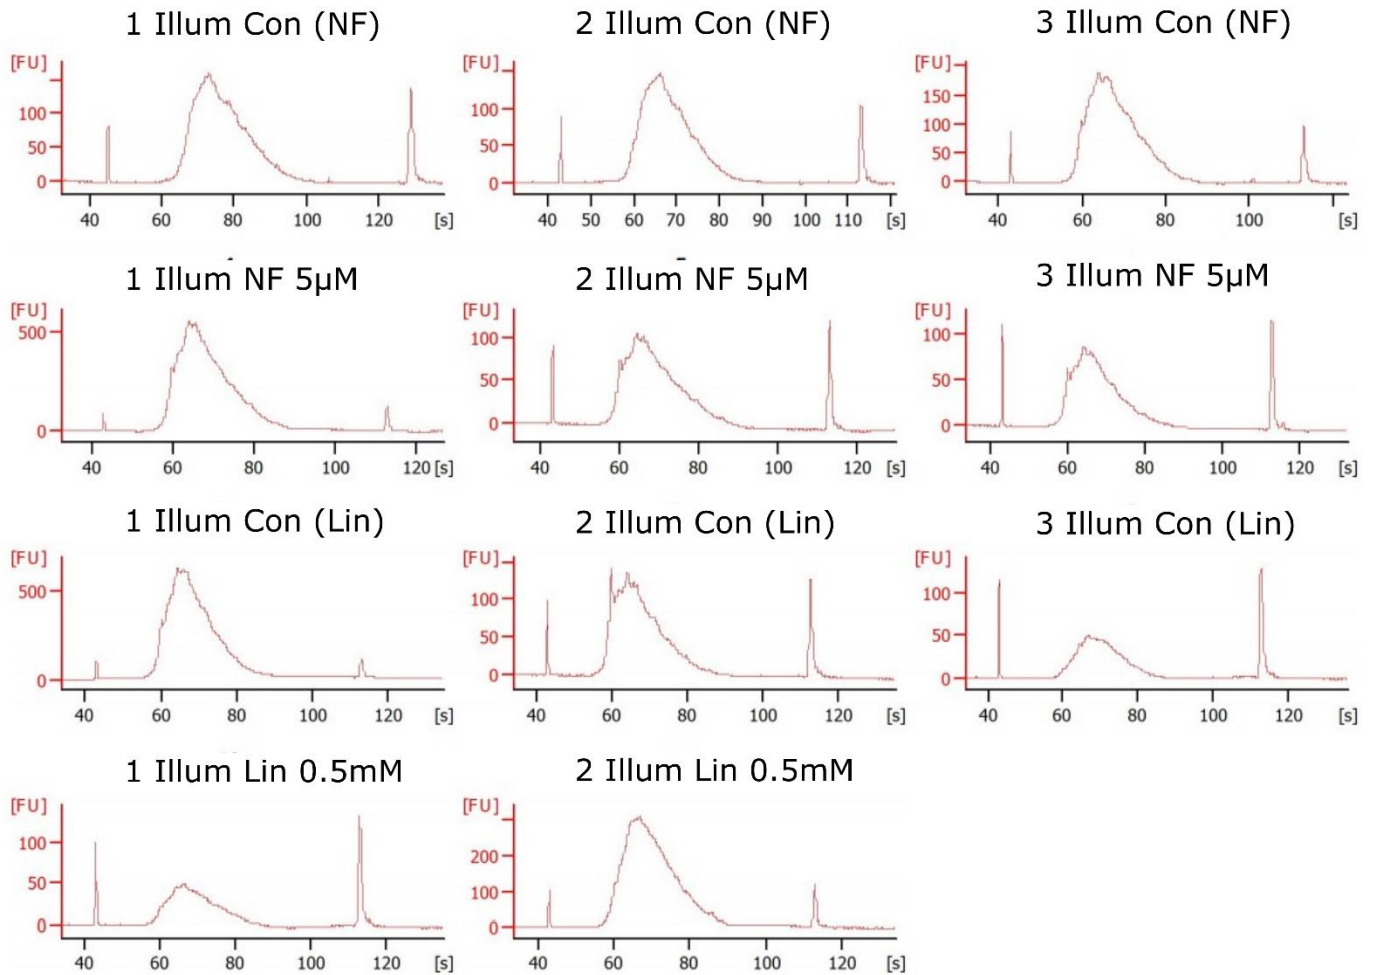 1 Illum Con (NF)
2 Illum Con (NF)
3 Illum Con (NF)
[FU]
100
50
0
40 60 80 100 120 [s]
[FU]
100
50
0
40 50 60 70 80 90 100 110 [s]
[FU]
150
100
50
0
40 60 80 100 [s]
1 Illum NF 5µM
2 Illum NF 5µM
3 Illum NF 5µM
[FU]
500
0
40 60 80 100 120 [s]
[FU]
100
50
0
40 60 80 100 120 [s]
[FU]
100
50
0
40 60 80 100 120 [s]
1 Illum Con (Lin)
2 Illum Con (Lin)
3 Illum Con (Lin)
[FU]
500
0
40 60 80 100 120 [s]
[FU]
100
50
0
40 60 80 100 120 [s]
[FU]
100
50
0
40 60 80 100 120 [s]
1 Illum Lin 0.5mM
2 Illum Lin 0.5mM
[FU]
100
50
0
40 60 80 100 120 [s]
[FU]
200
100
0
40 60 80 100 120 [s]